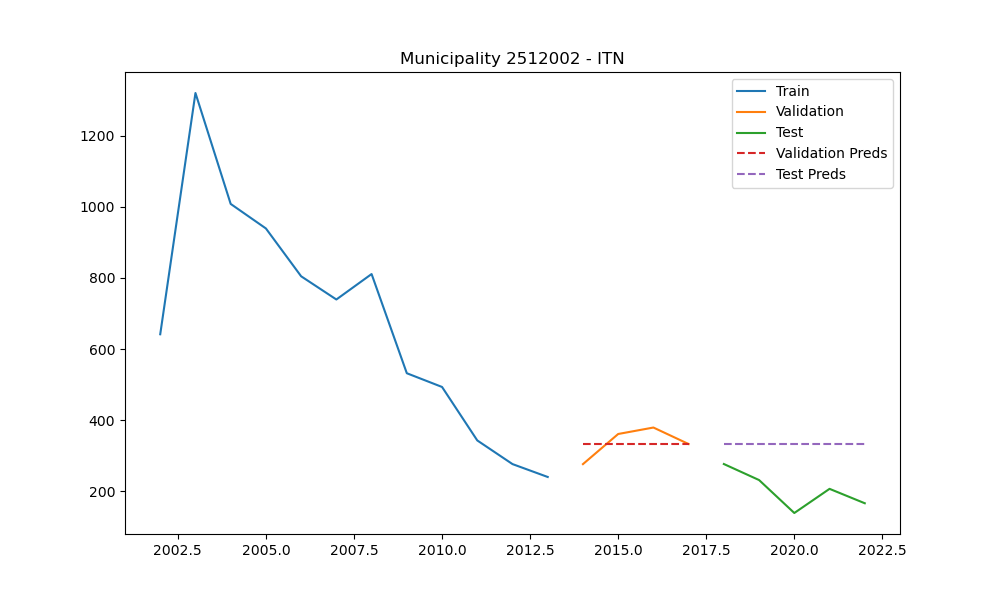 Municipality 2512002 - ITN
Train
Validation
Test
Validation Preds
Test Preds
1200
1000
800
600
400
200
2002.5 2005.0 2007.5 2010.0 2012.5 2015.0 2017.5 2020.0 2022.5